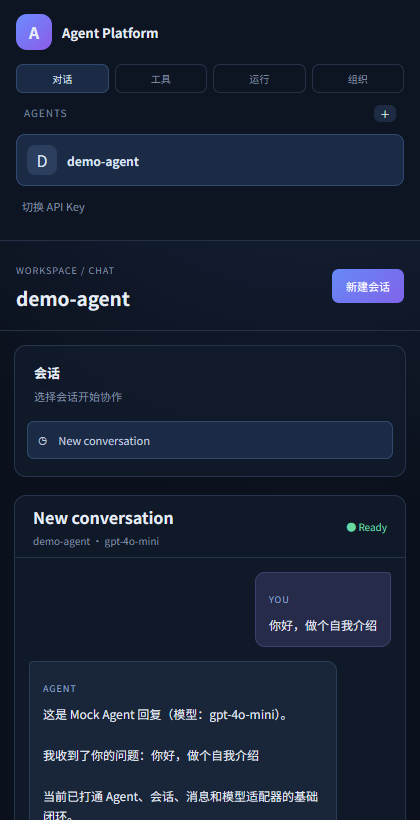 A Agent Platform
对话 工具 运行 组织
AGENTS +
D demo-agent
切换 API Key
WORKSPACE / CHAT
demo-agent
新建会话
会话
选择会话开始协作
New conversation
New conversation
demo-agent · gpt-4o-mini
Ready
YOU
你好，做个自我介绍
AGENT
这是 Mock Agent 回复（模型：gpt-4o-mini）。
我收到了你的问题：你好，做个自我介绍
当前已打通 Agent、会话、消息和模型适配器的基础
闭环。